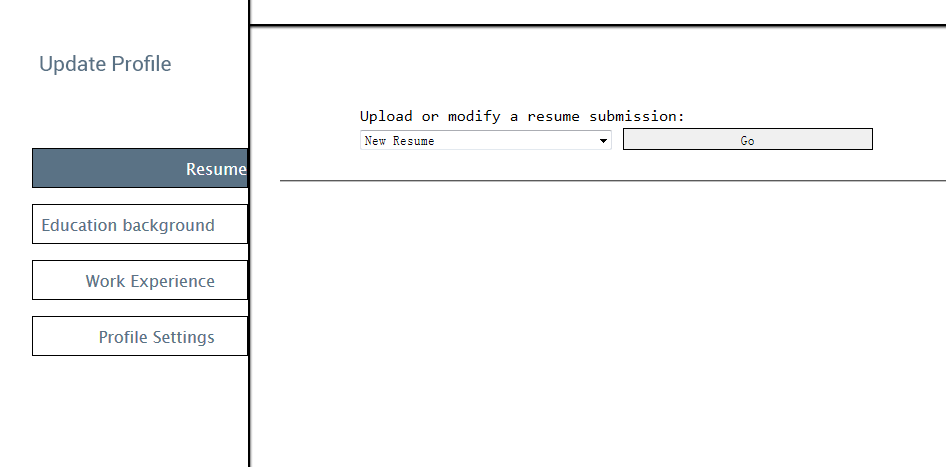 Update Profile
Resume
Education background
Work Experience
Profile Settings
Upload or modify a resume submission:
New Resume
Go